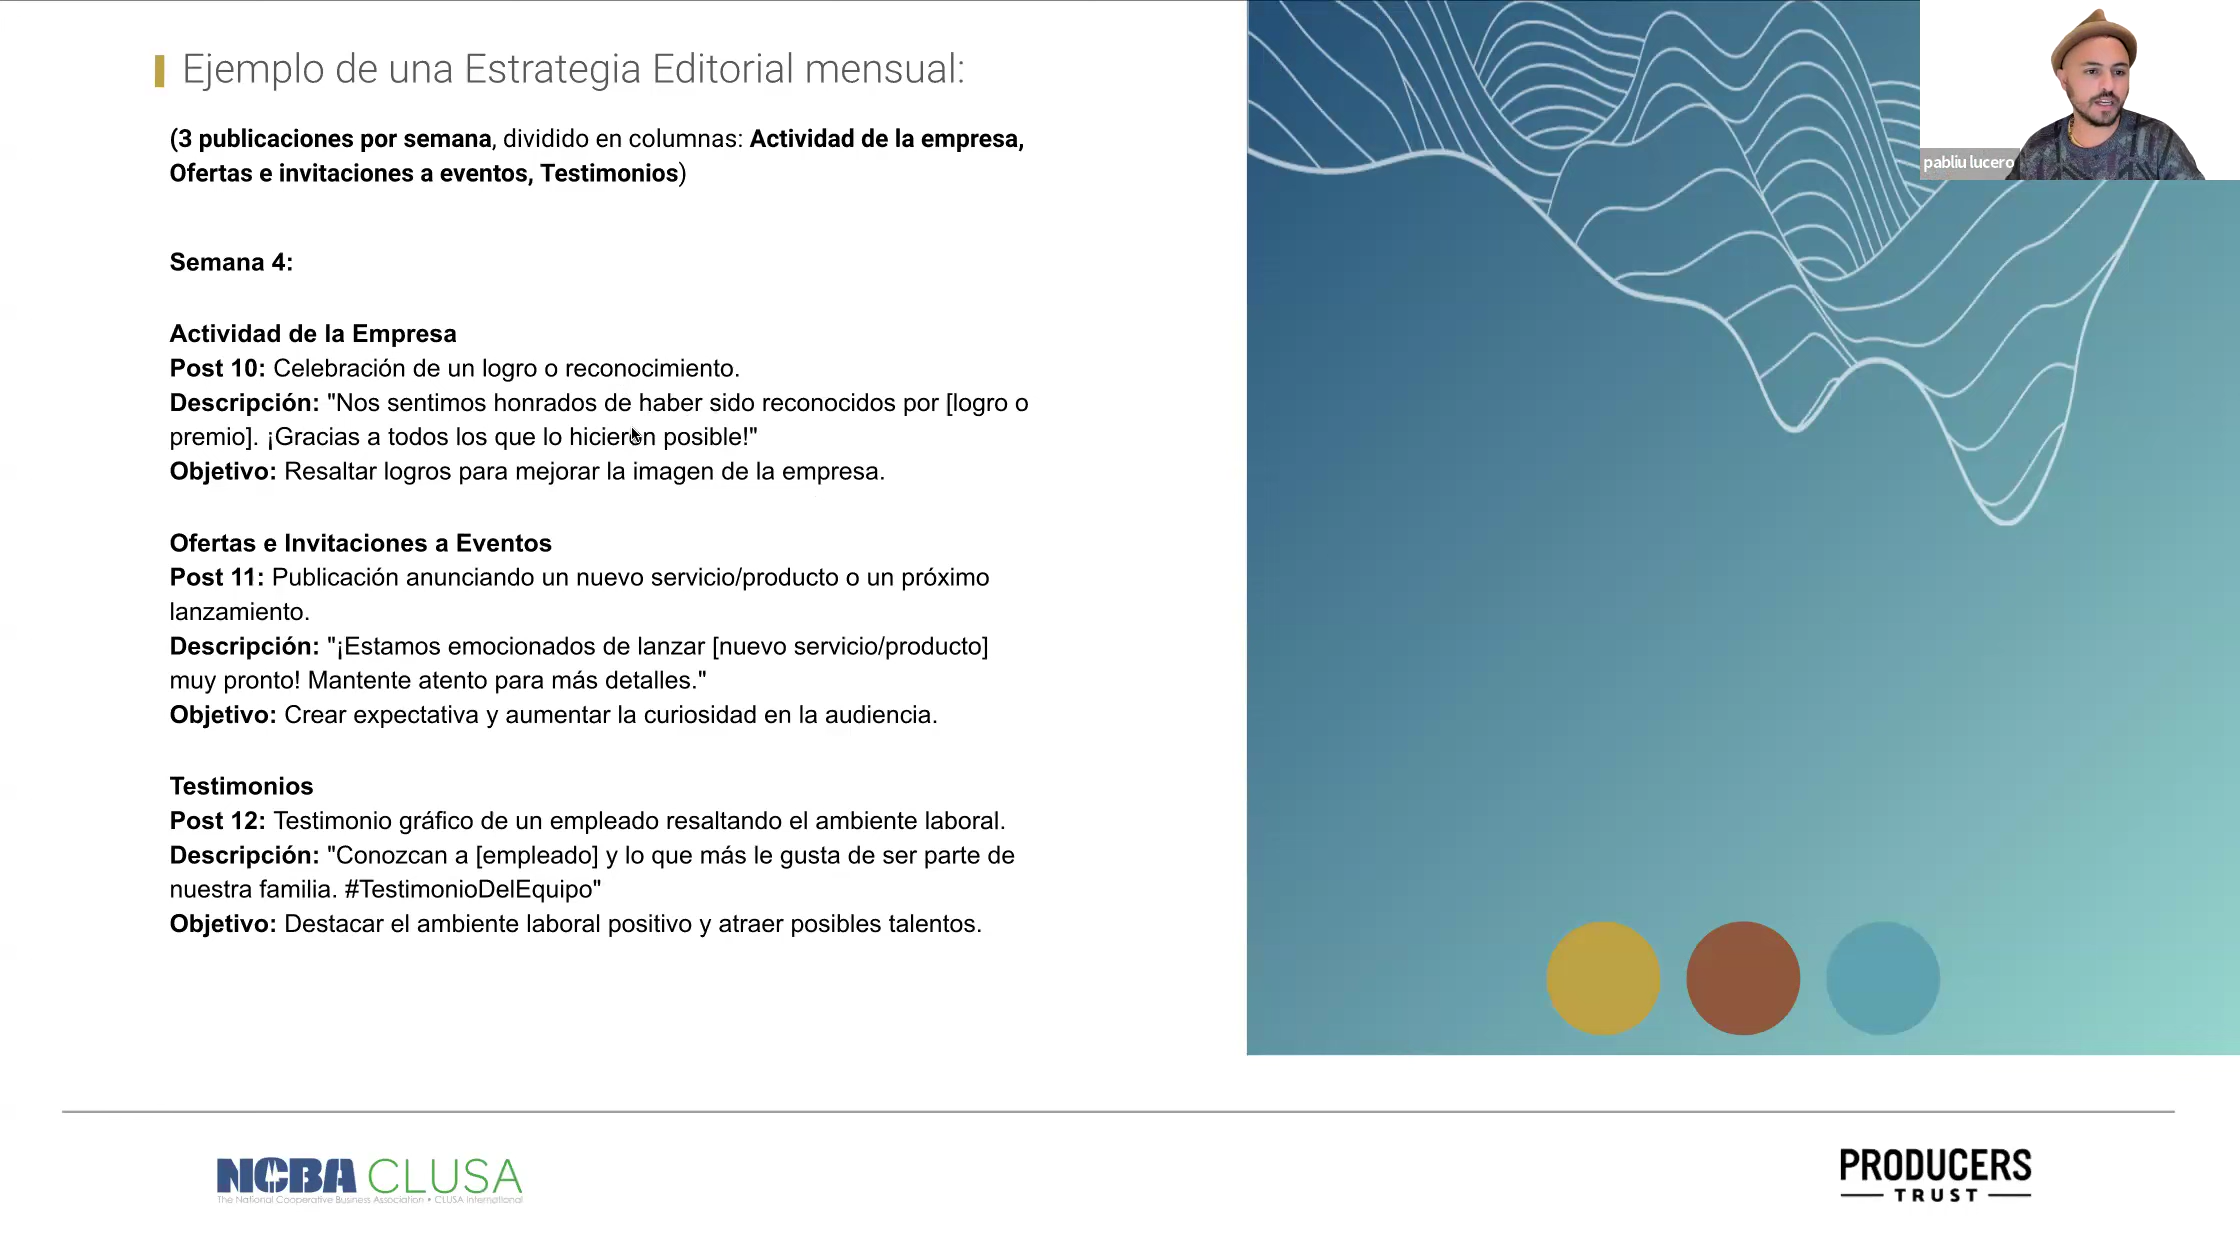 Ejemplo de una Estrategia Editorial mensual:
(3 publicaciones por semana, dividido en columnas: Actividad de la empresa,
Ofertas e invitaciones a eventos, Testimonios)
Semana 4:
Actividad de la Empresa
Post 10: Celebración de un logro o reconocimiento.
Descripción: "Nos sentimos honrados de haber sido reconocidos por [logro o
premio]. ¡Gracias a todos los que lo hicieron posible!"
Objetivo: Resaltar logros para mejorar la imagen de la empresa.
Ofertas e Invitaciones a Eventos
Post 11: Publicación anunciando un nuevo servicio/producto o un próximo
lanzamiento.
Descripción: "¡Estamos emocionados de lanzar [nuevo servicio/producto]
muy pronto! Mantente atento para más detalles."
Objetivo: Crear expectativa y aumentar la curiosidad en la audiencia.
Testimonios
Post 12: Testimonio gráfico de un empleado resaltando el ambiente laboral.
Descripción: "Conozcan a [empleado] y lo que más le gusta de ser parte de
nuestra familia. #TestimonioDelEquipo"
Objetivo: Destacar el ambiente laboral positivo y atraer posibles talentos.
pabliu lucero
NCBA CLUSA
The National Cooperative Business Association • CLUSA International
PRODUCERS
TRUST